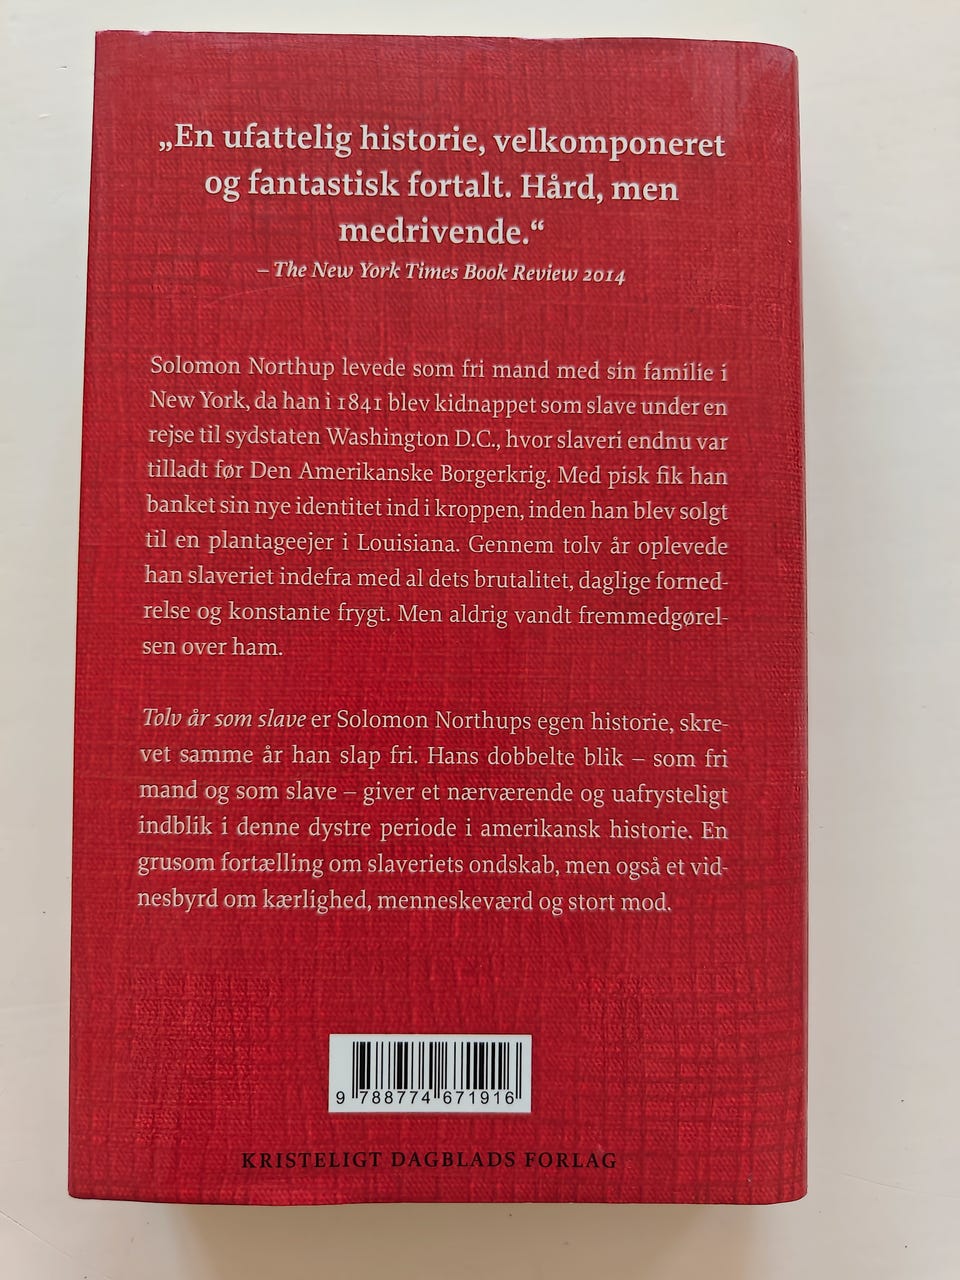 „En ufattelig historie, velkomponeret
og fantastisk fortalt. Hård, men
medrivende.“
– The New York Times Book Review 2014
Solomon Northup levede som fri mand med sin familie i
New York, da han i 1841 blev kidnappet som slave under en
rejse til sydstaten Washington D.C., hvor slaveri endnu var
tilladt før Den Amerikanske Borgerkrig. Med pisk fik han
banket sin nye identitet ind i kroppen, inden han blev solgt
til en plantageejer i Louisiana. Gennem tolv år oplevede
han slaveriet indefra med al dets brutalitet, daglige forned-
relse og konstante frygt. Men aldrig vandt fremmedgørel-
sen over ham.
Tolv år som slave er Solomon Northups egen historie, skre-
vet samme år han slap fri. Hans dobbelte blik – som fri
mand og som slave – giver et nærværende og uafrysteligt
indblik i denne dystre periode i amerikansk historie. En
grusom fortælling om slaveriets ondskab, men også et vid-
nesbyrd om kærlighed, menneskeværd og stort mod.
9 788774 671916
KRISTELIGT DAGBLADS FORLAG